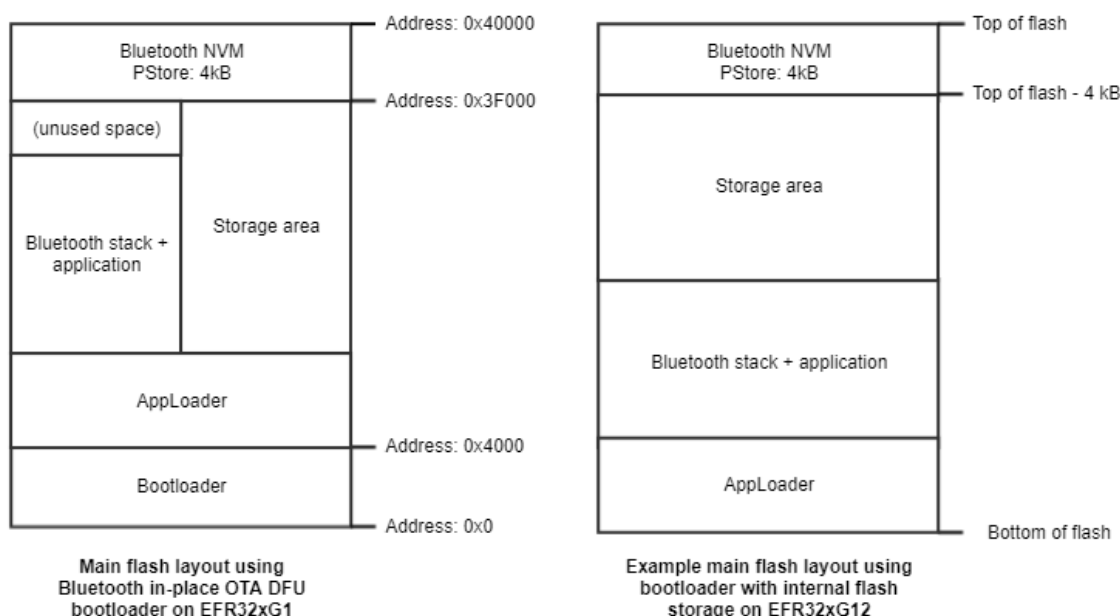 Address: 0x40000
Bluetooth NVM
PStore: 4kB
Address: 0x3F000
(unused space)
Storage area
Bluetooth stack +
application
AppLoader
Address: 0x4000
Bootloader
Address: 0x0
Main flash layout using
Bluetooth in-place OTA DFU
bootloader on EFR32xG1
Top of flash
Bluetooth NVM
PStore: 4kB
Top of flash - 4 kB
Storage area
Bluetooth stack + application
AppLoader
Bottom of flash
Example main flash layout using
bootloader with internal flash
storage on EFR32xG12